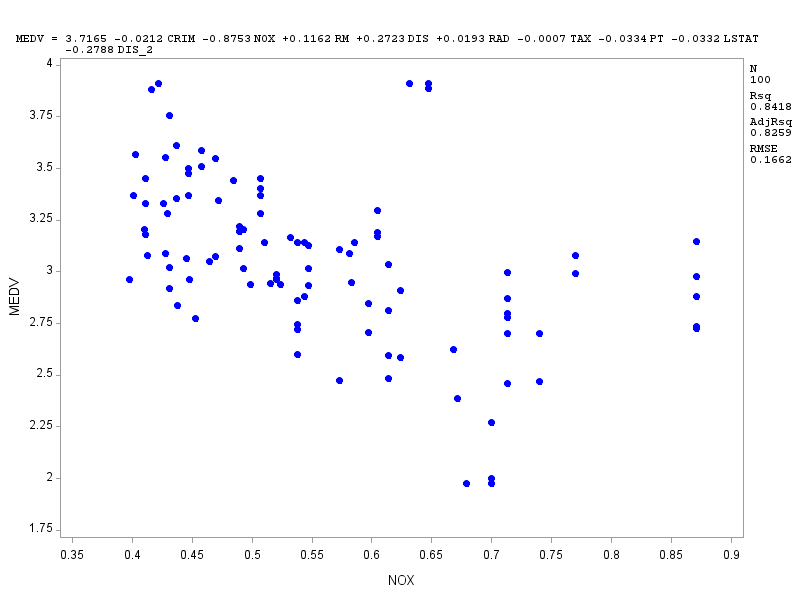 MEDV = 3.7165 -0.0212 CRIM -0.8753 NOX +0.1162 RM +0.2723 DIS +0.0193 RAD -0.0007 TAX -0.0334 PT -0.0332 LSTAT
-0.2788 DIS_2
N
100
Rsq
0.8418
AdjRsq
0.8259
RMSE
0.1662
4
3.75
3.5
3.25
3
2.75
2.5
2.25
2
1.75
MEDV
0.35 0.4 0.45 0.5 0.55 0.6 0.65 0.7 0.75 0.8 0.85 0.9
NOX